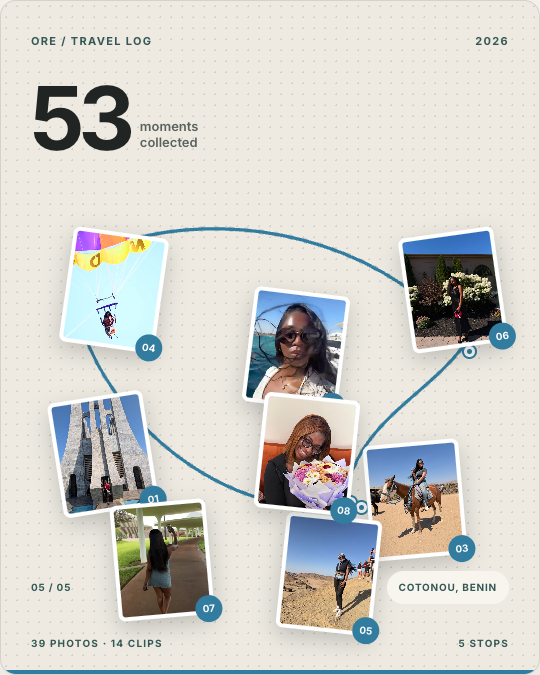 ORE / TRAVEL LOG
2026
53
moments
collected
04
06
01
08
03
07
05
05 / 05
COTONOU, BENIN
39 PHOTOS · 14 CLIPS
5 STOPS